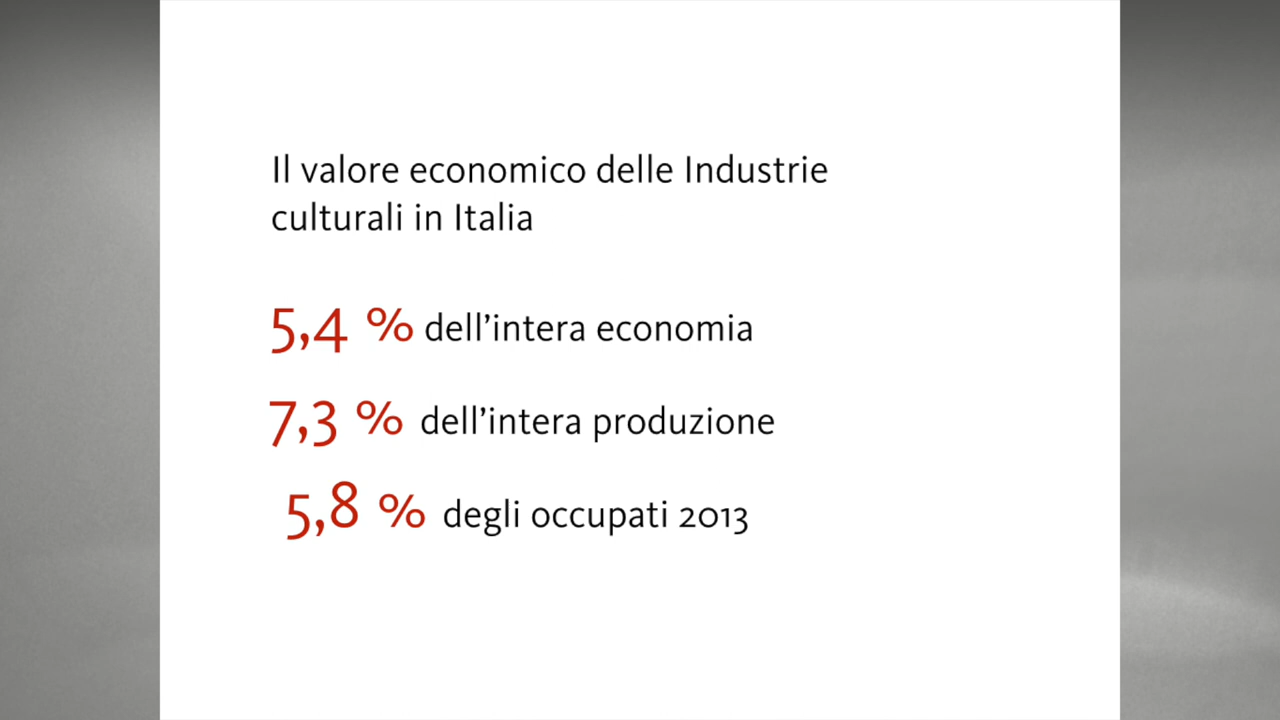 Il valore economico delle Industrie
culturali in Italia
5,4 % dell’intera economia
7,3 % dell’intera produzione
5,8 % degli occupati 2013